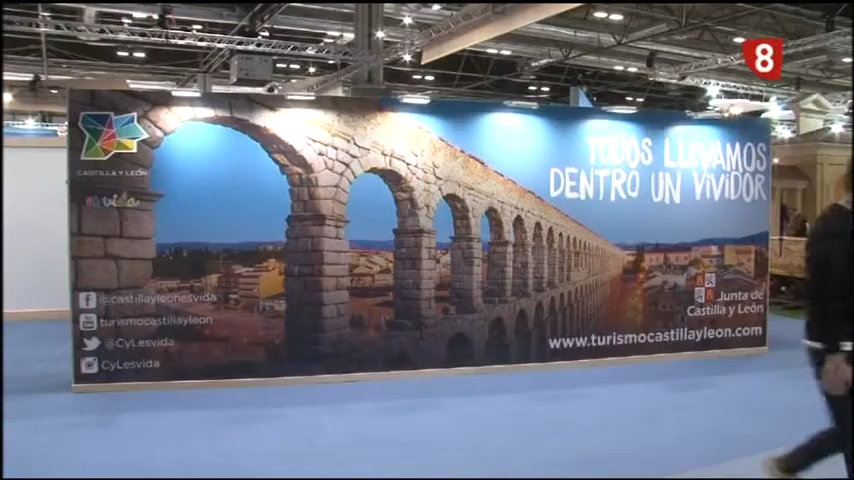 8
TODOS LLEVAMOS
DENTRO UN VIVIDOR
CASTILLA Y LEÓN
es vida
@castillayleonesvida
turismocastillayleon
@CyLesvida
CyLesvida
Junta de
Castilla y León
www.turismocastillayleon.com